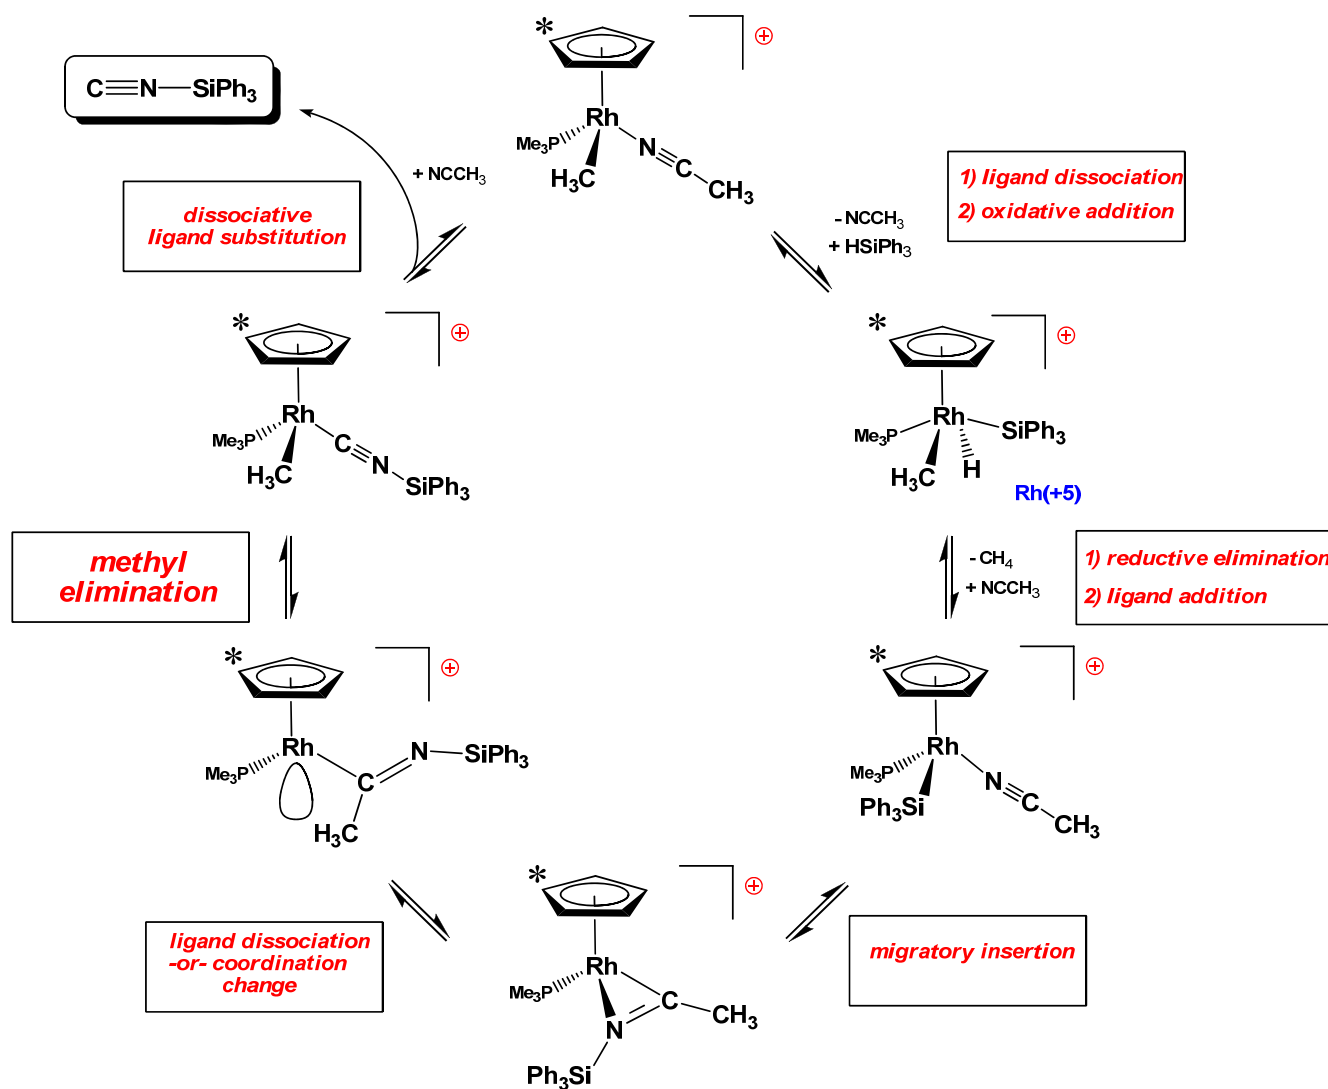 *
⊕
C≡N—SiPh3
Rh
Me3P
N
C
H3C
CH3
+ NCCH3
1) ligand dissociation
2) oxidative addition
dissociative
ligand substitution
- NCCH3
+ HSiPh3
*
⊕
Rh
Me3P
C
N
H3C
SiPh3
*
⊕
Rh
Me3P
SiPh3
H3C
H
Rh(+5)
methyl
elimination
- CH4
+ NCCH3
1) reductive elimination
2) ligand addition
*
⊕
Rh
N
SiPh3
Me3P
C
H3C
*
⊕
Rh
Me3P
N
Ph3Si
C
CH3
ligand dissociation
-or- coordination
change
*
⊕
Rh
Me3P
C
CH3
N
Ph3Si
migratory insertion